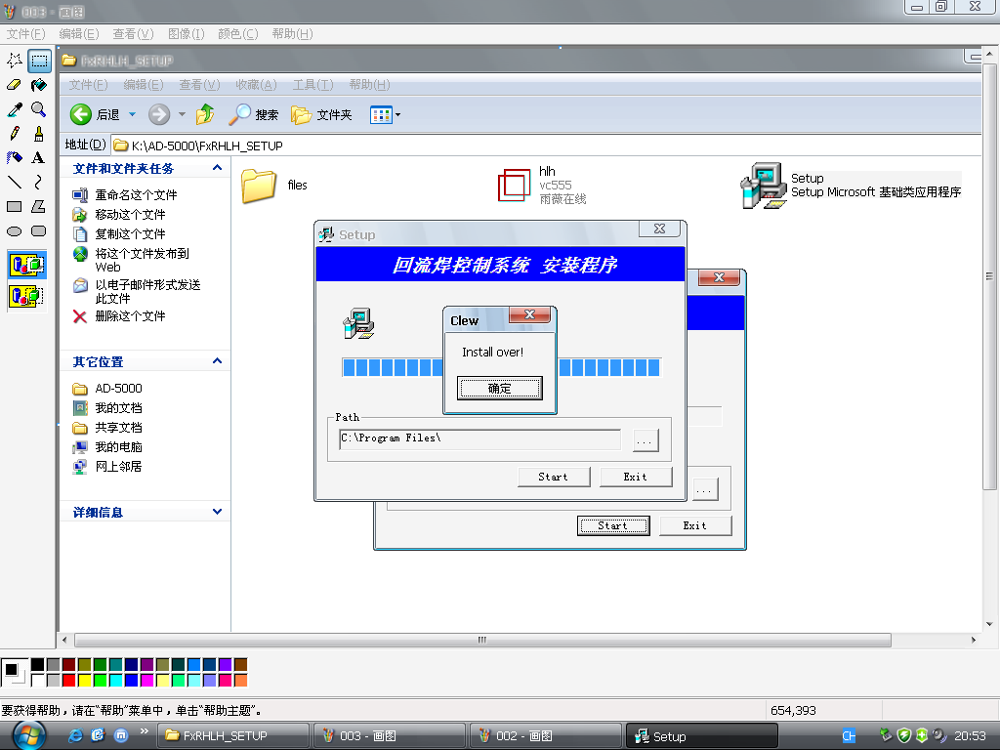 003 - 画图
文件(F) 编辑(E) 查看(V) 图像(I) 颜色(C) 帮助(H)
FxRHLH_SETUP
文件(F) 编辑(E) 查看(V) 收藏(A) 工具(T) 帮助(H)
后退 搜索 文件夹
地址(D) K:\AD-5000\FxRHLH_SETUP
文件和文件夹任务
重命名这个文件
移动这个文件
复制这个文件
将这个文件发布到
Web
以电子邮件形式发送
此文件
删除这个文件
其它位置
AD-5000
我的文档
共享文档
我的电脑
网上邻居
详细信息
files
hlh
vc555
雨薇在线
Setup
Setup Microsoft 基础类应用程序
Setup
回流焊控制系统 安装程序
Clew
Install over!
确定
Path
C:\Program Files\
...
Start Exit
...
Start Exit
要获得帮助，请在“帮助”菜单中，单击“帮助主题”。
654,393
FxRHLH_SETUP
003 - 画图
002 - 画图
Setup
CH
20:53